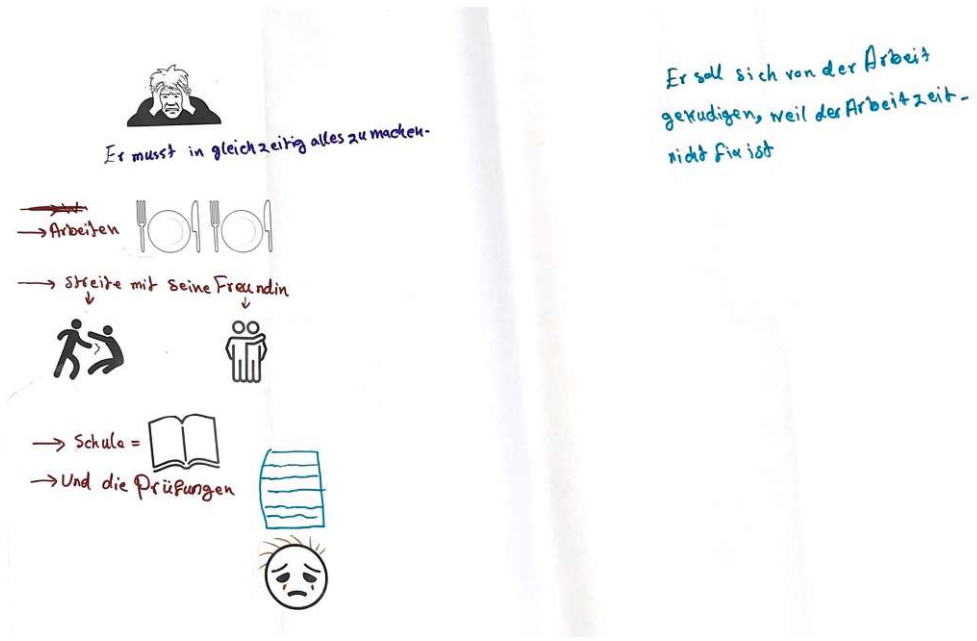 Er musst in gleichzeitig alles zu machen.
→ Arbeiten
→ Streite mit seine Freundin
→ Schule =
→ Und die Prüfungen
Er soll sich von der Arbeit
gekudigen, weil der Arbeitzeit
nicht fix ist